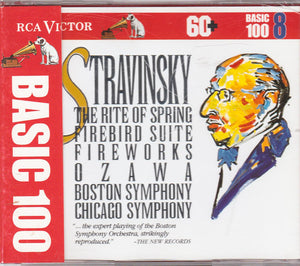 RCA VICTOR
60+
BASIC
100
8
BASIC 100
STRAVINSKY
THE RITE OF SPRING
FIREBIRD SUITE
FIREWORKS
OZAWA
BOSTON SYMPHONY
CHICAGO SYMPHONY
"... the expert playing of the Boston
Symphony Orchestra, strikingly
reproduced." —THE NEW RECORDS